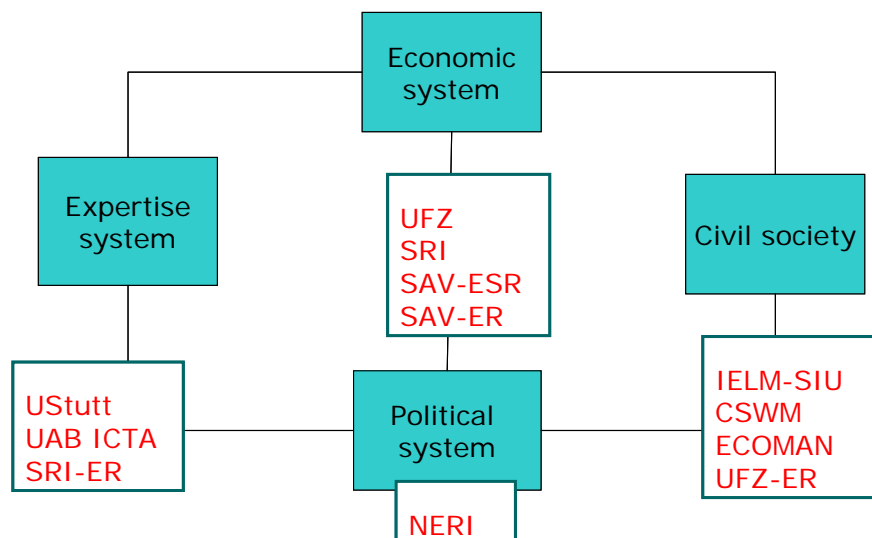 Economic
system
Expertise
system
UFZ
SRI
SAV-ESR
SAV-ER
Civil society
UStutt
UAB ICTA
SRI-ER
Political
system
NERI
IELM-SIU
CSWM
ECOMAN
UFZ-ER